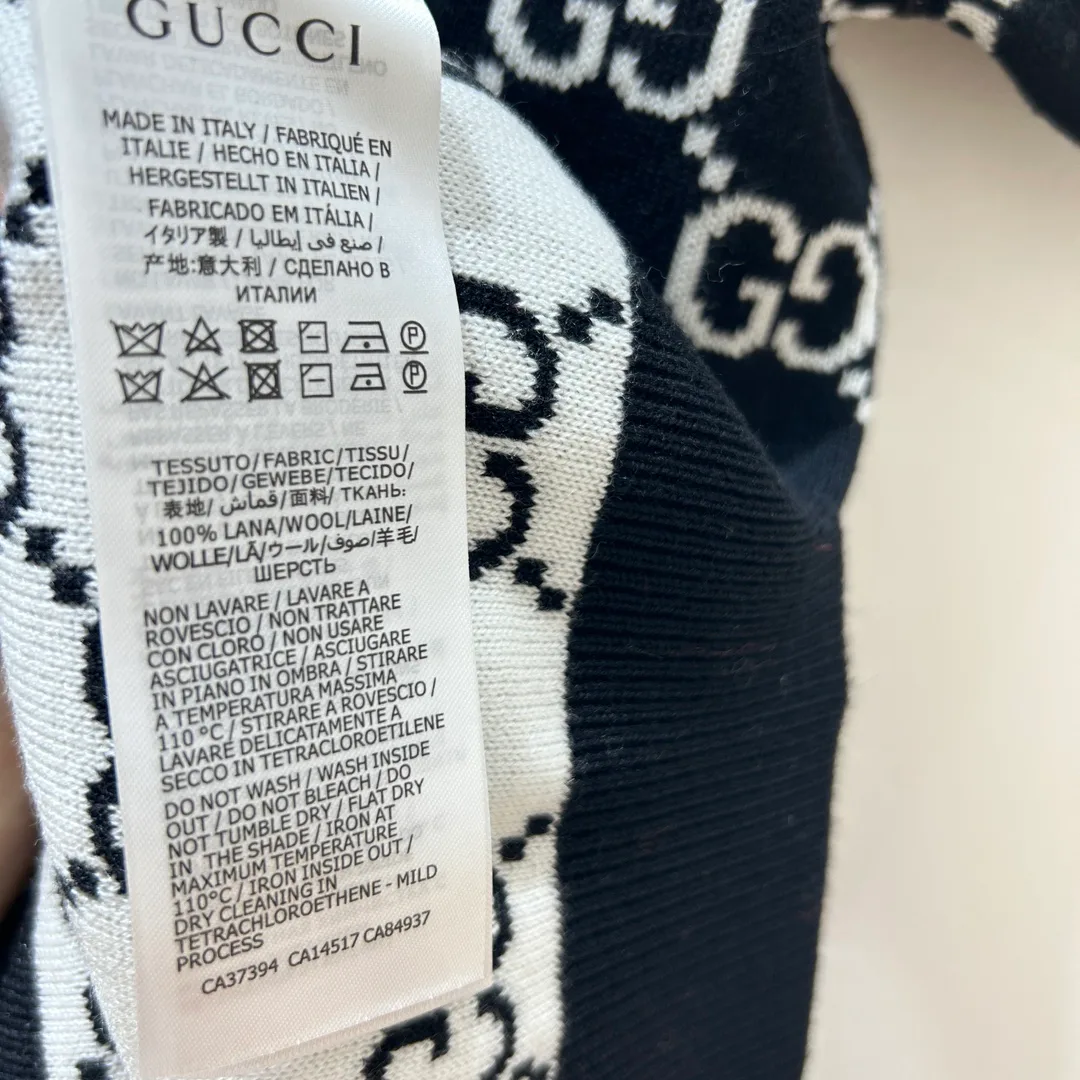 GUCCI
MADE IN ITALY / FABRIQUÉ EN
ITALIE / HECHO EN ITALIA /
HERGESTELLT IN ITALIEN /
FABRICADO EM ITÁLIA /
イタリア製 / صنع في إيطاليا /
产地:意大利 / СДЕЛАНО В
ИТАЛИИ
P
P
TESSUTO/FABRIC/TISSU/
TEJIDO/GEWEBE/TECIDO/
表地/ قماش/面料/ ТКАНЬ:
100% LANA/WOOL/LAINE/
WOLLE/LÃ/ウール/صوف/羊毛/
ШЕРСТЬ
NON LAVARE / LAVARE A
ROVESCIO / NON TRATTARE
CON CLORO / NON USARE
ASCIUGATRICE / ASCIUGARE
IN PIANO IN OMBRA / STIRARE
A TEMPERATURA MASSIMA
110 °C / STIRARE A ROVESCIO /
LAVARE DELICATAMENTE A
SECCO IN TETRACLOROETILENE
DO NOT WASH / WASH INSIDE
OUT / DO NOT BLEACH / DO
NOT TUMBLE DRY / FLAT DRY
IN THE SHADE / IRON AT
MAXIMUM TEMPERATURE
110°C / IRON INSIDE OUT /
DRY CLEANING IN
TETRACHLOROETHENE - MILD
PROCESS
CA37394 CA14517 CA84937